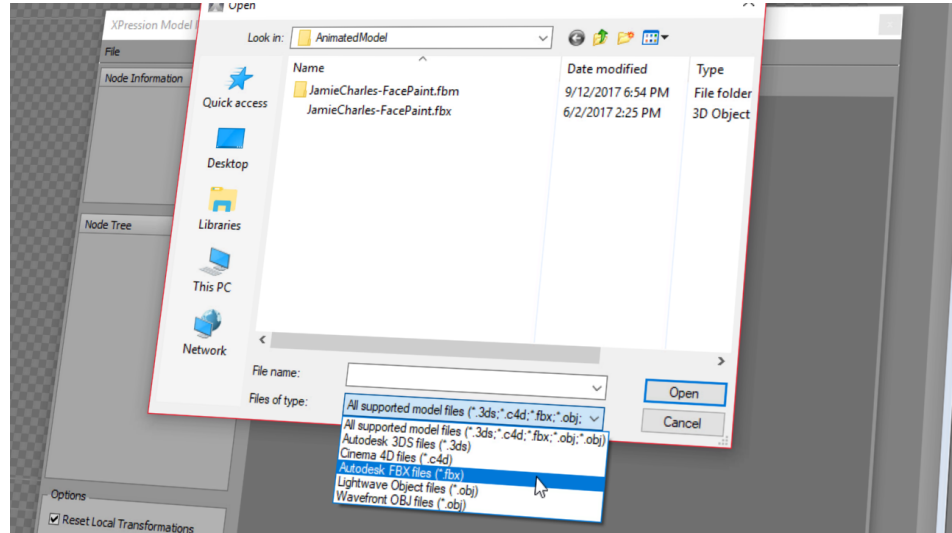 XPression Model
Open
File
Look in:
AnimatedModel
Node Information
Name
Date modified
Type
Quick access
JamieCharles-FacePaint.fbm
9/12/2017 6:54 PM
File folder
JamieCharles-FacePaint.fbx
6/2/2017 2:25 PM
3D Object
Desktop
Libraries
Node Tree
This PC
Network
File name:
Open
Files of type:
All supported model files (*.3ds;*.c4d;*.fbx;*.obj;
Cancel
All supported model files (*.3ds;*.c4d;*.fbx;*.obj;*.obj)
Autodesk 3DS files (*.3ds)
Cinema 4D files (*.c4d)
Autodesk FBX files (*.fbx)
Lightwave Object files (*.obj)
Wavefront OBJ files (*.obj)
Options
Reset Local Transformations